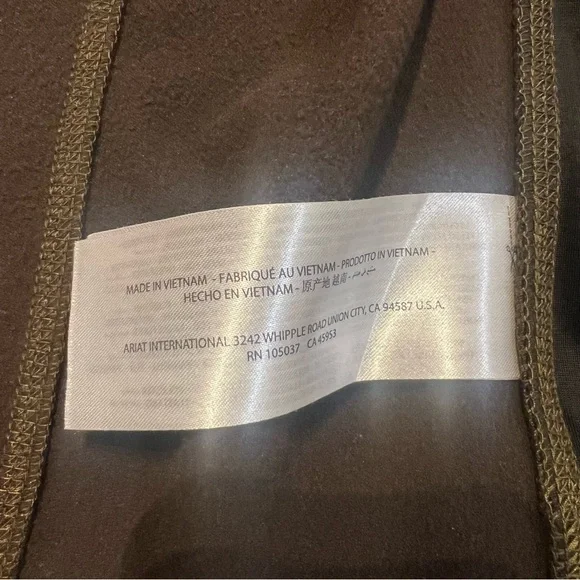 MADE IN VIETNAM - FABRIQUÉ AU VIETNAM - PRODOTTO IN VIETNAM -
HECHO EN VIETNAM - 原产地 越南 -
ARIAT INTERNATIONAL 3242 WHIPPLE ROAD UNION CITY, CA 94587 U.S.A.
RN 105037 CA 45953